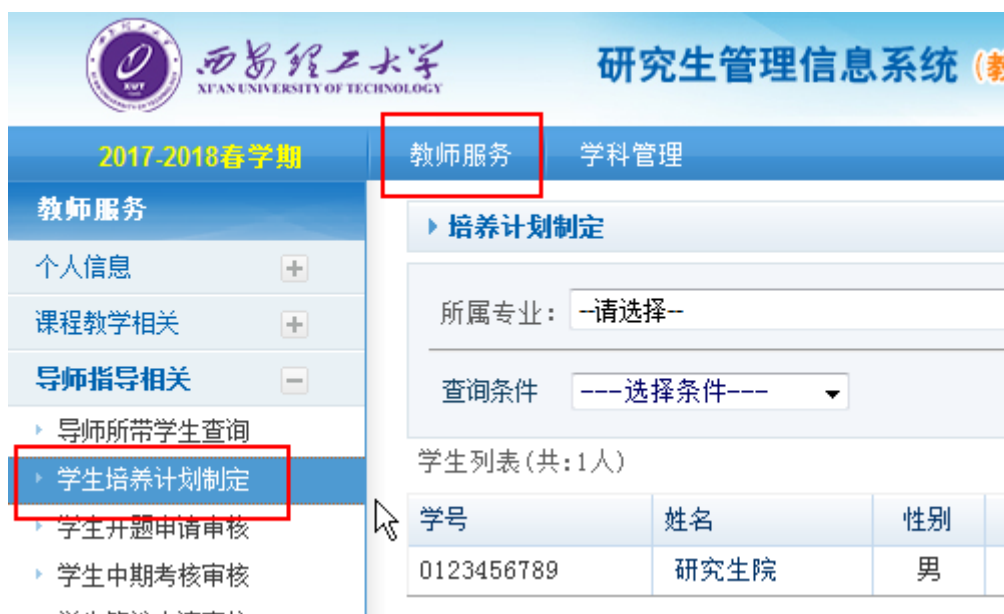 西安理工大学
XI'AN UNIVERSITY OF TECHNOLOGY
XUT
研究生管理信息系统 (教
2017-2018春学期
教师服务
学科管理
教师服务
个人信息
课程教学相关
导师指导相关
导师所带学生查询
学生培养计划制定
学生开题申请审核
学生中期考核审核
培养计划制定
所属专业: --请选择--
查询条件 ---选择条件---
学生列表(共:1人)
学号 姓名 性别
0123456789 研究生院 男